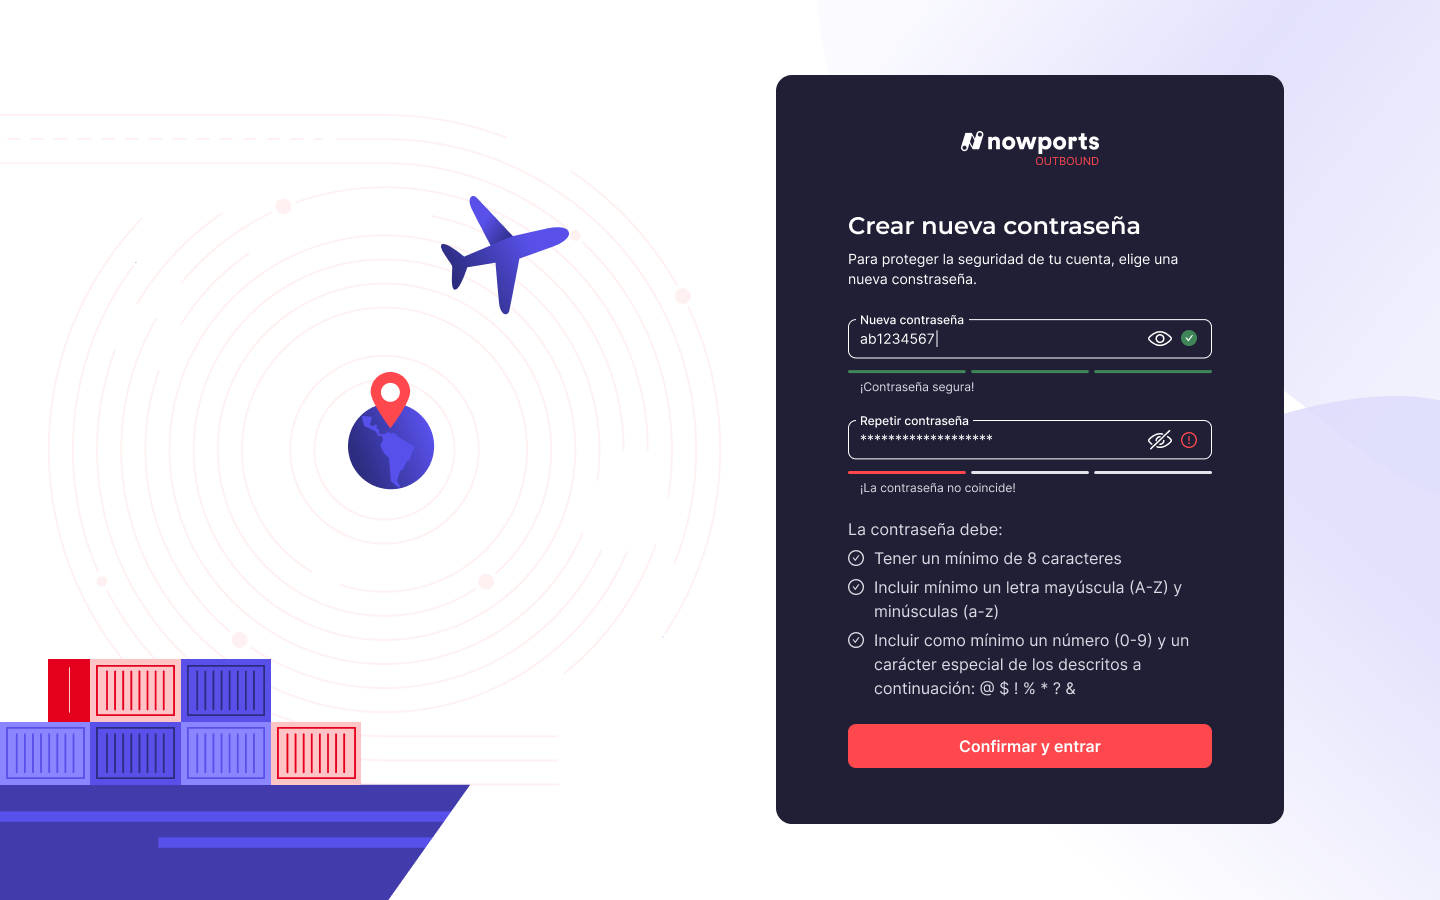 nowports
OUTBOUND
Crear nueva contraseña
Para proteger la seguridad de tu cuenta, elige una
nueva constraseña.
Nueva contraseña
ab1234567|
¡Contraseña segura!
Repetir contraseña
*******************
¡La contraseña no coincide!
La contraseña debe:
Tener un mínimo de 8 caracteres
Incluir mínimo un letra mayúscula (A-Z) y
minúsculas (a-z)
Incluir como mínimo un número (0-9) y un
carácter especial de los descritos a
continuación: @ $ ! % * ? &
Confirmar y entrar